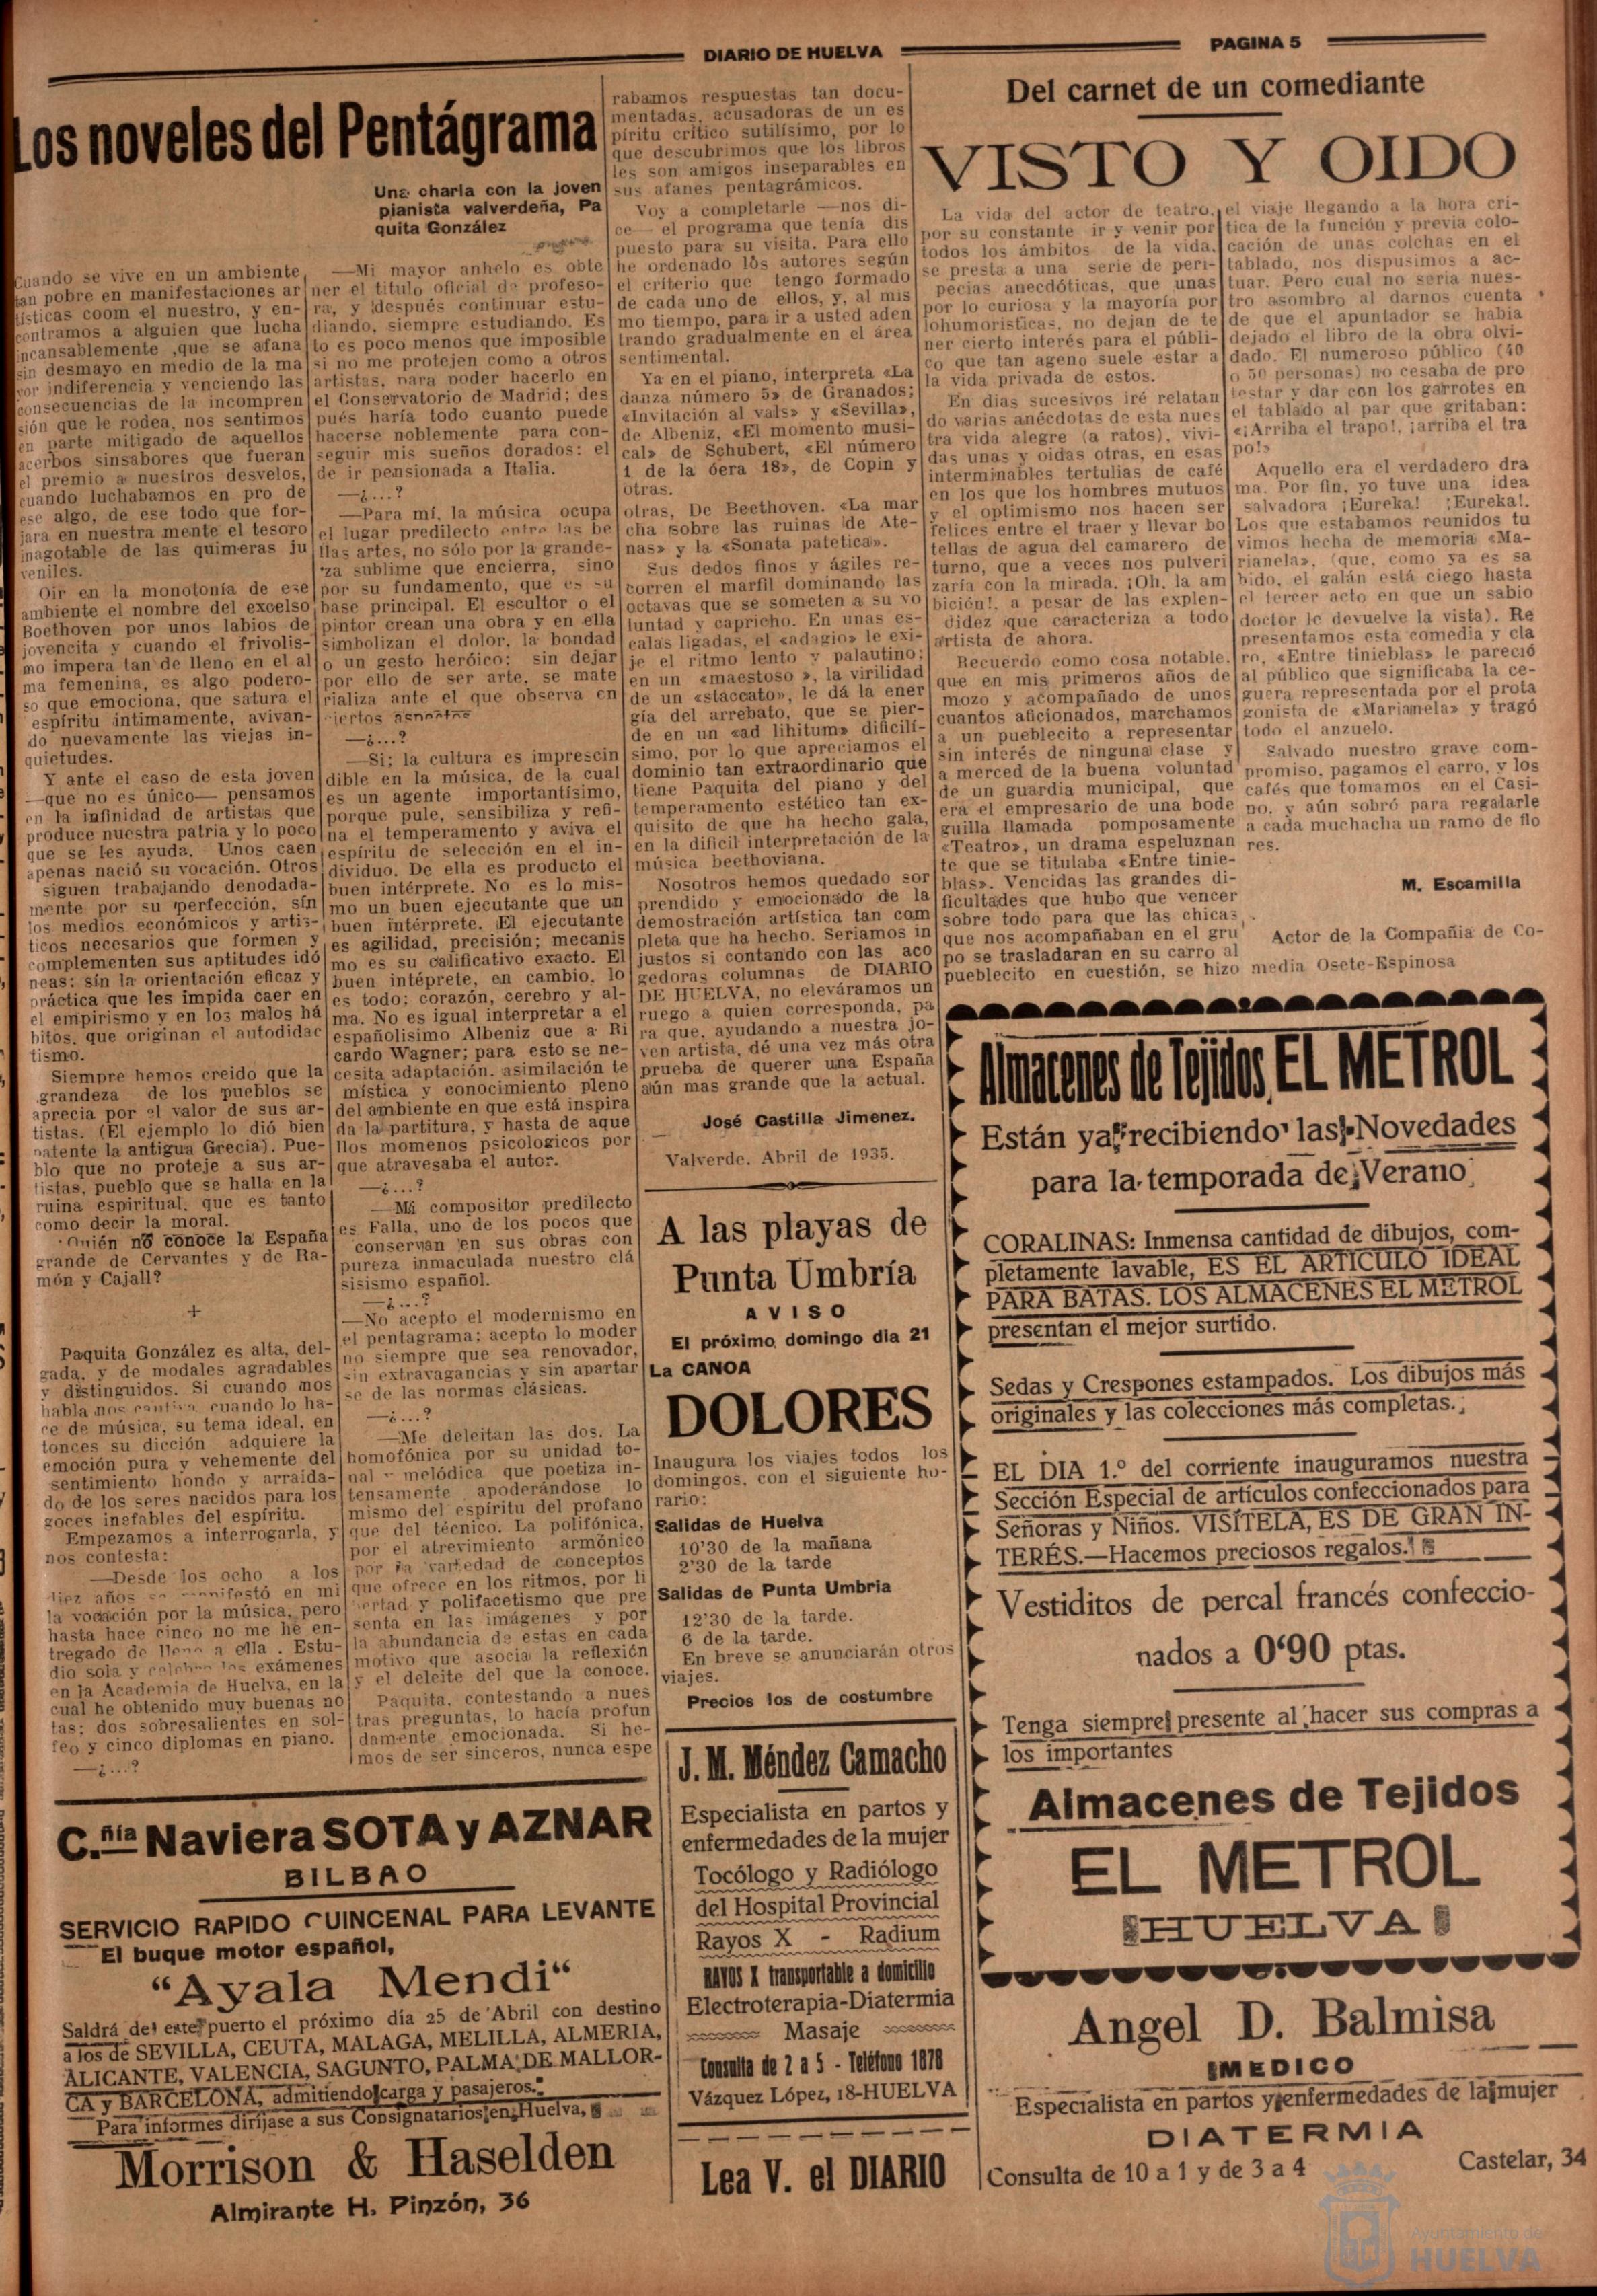 DIARIO DE HUELVA
PAGINA 5
Los noveles del Pentágrama
Una charla con la joven
pianista valverdeña, Pa
quita González
Cuando se vive en un ambiente
tan pobre en manifestaciones ar
tísticas coom el nuestro, y en-
contramos a alguien que lucha
incansablemente ,que se afana
sin desmayo en medio de la ma
yor indiferencia y venciendo las
consecuencias de la incompren
sión que le rodea, nos sentimos
en parte mitigado de aquellos
acerbos sinsabores que fueran
el premio a nuestros desvelos,
cuando luchabamos en pro de
ese algo, de ese todo que for-
jara en nuestra mente el tesoro
inagotable de las quimeras ju
veniles.
Oir en la monotonía de ese
ambiente el nombre del excelso
Boethoven por unos labios de
jovencita y cuando el frivolis-
mo impera tan de lleno en el al
ma femenina, es algo podero-
so que emociona, que satura el
espíritu intimamente, avivan-
do nuevamente las viejas in-
quietudes.
Y ante el caso de esta joven
—que no es único— pensamos
en la infinidad de artistas que
produce nuestra patria y lo poco
que se les ayuda. Unos caen
apenas nació su vocación. Otros
siguen trabajando denodada-
mente por su perfección, sin
los medios económicos y artis-
ticos necesarios que formen y
complementen sus aptitudes idó
neas; sin la orientación eficaz y
práctica que les impida caer en
el empirismo y en los malos há
bitos, que originan el autodidac
tismo.
Siempre hemos creido que la
grandeza de los pueblos se
aprecia por el valor de sus ar-
tistas. (El ejemplo lo dió bien
patente la antigua Grecia). Pue-
blo que no proteje a sus ar-
tistas, pueblo que se halla en la
ruina espiritual, que es tanto
como decir la moral.
¿Quién no conoce la España
grande de Cervantes y de Ra-
món y Cajall?
+
Paquita González es alta, del-
gada, y de modales agradables
y distinguidos. Si cuando mos
habla nos cautiva, cuando lo ha-
ce de música, su tema ideal, en
tonces su dicción adquiere la
emoción pura y vehemente del
sentimiento hondo y arraida-
do de los seres nacidos para los
goces inefables del espíritu.
Empezamos a interrogarla, y
nos contesta:
—Desde los ocho a los
diez años se manifestó en mi
la vocación por la música, pero
hasta hace cinco no me he en-
tregado de lleno a ella . Estu-
dio sola y celebro los exámenes
en la Academia de Huelva, en la
cual he obtenido muy buenas no
tas; dos sobresalientes en sol-
feo y cinco diplomas en piano.
—¿...?
—Mi mayor anhelo es obte
ner el titulo oficial de profeso-
ra, y después continuar estu-
diando, siempre estudiando. Es
to es poco menos que imposible
si no me protejen como a otros
artistas, para poder hacerlo en
el Conservatorio de Madrid; des
pués haría todo cuanto puede
hacerse noblemente para con-
seguir mis sueños dorados: el
de ir pensionada a Italia.
—¿...?
—Para mí, la música ocupa
el lugar predilecto entre las be
llas artes, no sólo por la grande-
za sublime que encierra, sino
por su fundamento, que es su
base principal. El escultor o el
pintor crean una obra y en ella
simbolizan el dolor, la bondad
o un gesto heróico; sin dejar
por ello de ser arte, se mate
rializa ante el que observa en
ciertos aspectos
—¿...?
—Si; la cultura es imprescin
dible en la música, de la cual
es un agente importantísimo,
porque pule, sensibiliza y refi-
na el temperamento y aviva el
espíritu de selección en el in-
dividuo. De ella es producto el
buen intérprete. No es lo mis-
mo un buen ejecutante que un
buen intérprete. El ejecutante
es agilidad, precisión; mecanis
mo es su calificativo exacto. El
buen intéprete, en cambio, lo
es todo; corazón, cerebro y al-
ma. No es igual interpretar a el
españolisimo Albeniz que a Ri
cardo Wagner; para esto se ne-
cesita adaptación, asimilación te
mística y conocimiento pleno
del ambiente en que está inspira
da la partitura, y hasta de aque
llos momenos psicologicos por
que atravesaba el autor.
—¿...?
—Mi compositor predilecto
es Falla, uno de los pocos que
conservan en sus obras con
pureza inmaculada nuestro clá
sisismo español.
—¿...?
—No acepto el modernismo en
el pentagrama; acepto lo moder
no siempre que sea renovador,
sin extravagancias y sin apartar
se de las normas clásicas.
—¿...?
—Me deleitan las dos. La
homofónica por su unidad to-
nal - melódica que poetiza in-
tensamente apoderándose lo
mismo del espíritu del profano
que del técnico. La polifónica,
por el atrevimiento armónico
por la variedad de conceptos
que ofrece en los ritmos, por li
bertad y polifacetismo que pre
senta en las imágenes y por
la abundancia de estas en cada
motivo que asocia la reflexión
y el deleite del que la conoce.
Paquita, contestando a nues
tras preguntas, lo hacía profun
damente emocionada. Si he-
mos de ser sinceros, nunca espe
rabamos respuestas tan docu-
mentadas, acusadoras de un es
píritu crítico sutilísimo, por lo
que descubrimos que los libros
les son amigos inseparables en
sus afanes pentagrámicos.
Voy a completarle —nos di-
ce— el programa que tenía dis
puesto para su visita. Para ello
he ordenado lós autores según
el criterio que tengo formado
de cada uno de ellos, y, al mis
mo tiempo, para ir a usted aden
trando gradualmente en el área
sentimental.
Ya en el piano, interpreta «La
danza número 5» de Granados;
«Invitación al vals» y «Sevilla»,
de Albeniz, «El momento musi-
cal» de Schubert, «El número
1 de la óera 18», de Copin y
otras.
otras, De Beethoven. «La mar
cha sobre las ruinas de Ate-
nas» y la «Sonata patetica».
Sus dedos finos y ágiles re-
corren el marfil dominando las
octavas que se someten a su vo
luntad y capricho. En unas es-
calas ligadas, el «adagio» le exi-
je el ritmo lento y palautino;
en un «maestoso », la virilidad
de un «staccato», le dá la ener
gía del arrebato, que se pier-
de en un «ad lihitum» dificilí-
simo, por lo que apreciamos el
dominio tan extraordinario que
tiene Paquita del piano y del
temperamento estético tan ex-
quisito de que ha hecho gala,
en la dificil interpretación de la
música beethoviana.
Nosotros hemos quedado sor
prendido y emocionado de la
demostración artística tan com
pleta que ha hecho. Seriamos in
justos si contando con las aco
gedoras columnas de DIARIO
DE HUELVA, no eleváramos un
ruego a quien corresponda, pa
ra que, ayudando a nuestra jo-
ven artista, dé una vez más otra
prueba de querer una España
aún mas grande que la actual.
José Castilla Jimenez.
Valverde. Abril de 1935.
A las playas de
Punta Umbría
AVISO
El próximo domingo dia 21
La CANOA
DOLORES
Inaugura los viajes todos los
domingos, con el siguiente ho-
rario:
Salidas de Huelva
10'30 de la mañana
2'30 de la tarde
Salidas de Punta Umbria
12'30 de la tarde.
6 de la tarde.
En breve se anunciarán otros
viajes.
Precios los de costumbre
Del carnet de un comediante
VISTO Y OIDO
La vida del actor de teatro,
por su constante ir y venir por
todos los ámbitos de la vida,
se presta a una serie de peri-
pecias anecdóticas, que unas
por lo curiosa y la mayoría por
lohumoristicas, no dejan de te
ner cierto interés para el públi-
co que tan ageno suele estar a
la vida privada de estos.
En dias sucesivos iré relatan
do varias anécdotas de esta nues
tra vida alegre (a ratos), vivi-
das unas y oidas otras, en esas
interminables tertulias de café
en los que los hombres mutuos
y el optimismo nos hacen ser
felices entre el traer y llevar bo
tellas de agua del camarero de
turno, que a veces nos pulveri
zaría con la mirada. ¡Oh, la am
bición!, a pesar de las explen-
didez que caracteriza a todo
artista de ahora.
Recuerdo como cosa notable,
que en mis primeros años de
mozo y acompañado de unos
cuantos aficionados, marchamos
a un pueblecito a representar
sin interés de ninguna clase y
a merced de la buena voluntad
de un guardia municipal, que
era el empresario de una bode
guilla llamada pomposamente
«Teatro», un drama espeluznan
te que se titulaba «Entre tinie-
blas». Vencidas las grandes di-
ficultades que hubo que vencer
sobre todo para que las chicas
que nos acompañaban en el gru
po se trasladaran en su carro al
pueblecito en cuestión, se hizo
el viaje llegando a la hora crí-
tica de la función y previa colo-
cación de unas colchas en el
tablado, nos dispusimos a ac-
tuar. Pero cual no seria nues-
tro asombro al darnos cuenta
de que el apuntador se habia
dejado el libro de la obra olvi-
dado. El numeroso público (40
o 50 personas) no cesaba de pro
testar y dar con los garrotes en
el tablado al par que gritaban:
«¡Arriba el trapo!, ¡arriba el tra
po!»
Aquello era el verdadero dra
ma. Por fin, yo tuve una idea
salvadora ¡Eureka! ¡Eureka!.
Los que estabamos reunidos tu
vimos hecha de memoria «Ma-
rianela», (que, como ya es sa
bido, el galán está ciego hasta
el tercer acto en que un sabio
doctor le devuelve la vista). Re
presentamos esta comedia y cla
ro, «Entre tinieblas» le pareció
al público que significaba la ce-
guera representada por el prota
gonista de «Mariamela» y tragó
todo el anzuelo.
Salvado nuestro grave com-
promiso, pagamos el carro, y los
cafés que tomamos en el Casi-
no, y aún sobró para regalarle
a cada muchacha un ramo de flo
res.
M. Escamilla
Actor de la Compañia de Co-
media Osete-Espinosa
Almacenes de Tejidos EL METROL
Están ya recibiendo las Novedades
para la temporada de Verano
CORALINAS: Inmensa cantidad de dibujos, com-
pletamente lavable, ES EL ARTICULO IDEAL
PARA BATAS. LOS ALMACENES EL METROL
presentan el mejor surtido.
Sedas y Crespones estampados. Los dibujos más
originales y las colecciones más completas.
EL DIA 1.º del corriente inauguramos nuestra
Sección Especial de artículos confeccionados para
Señoras y Niños. VISÍTELA, ES DE GRAN IN-
TERÉS.—Hacemos preciosos regalos.
Vestiditos de percal francés confeccio-
nados a 0'90 ptas.
Tenga siempre presente al hacer sus compras a
los importantes
Almacenes de Tejidos
EL METROL
HUELVA
C.ñía Naviera SOTA y AZNAR
BILBAO
SERVICIO RAPIDO QUINCENAL PARA LEVANTE
El buque motor español,
"Ayala Mendi"
Saldrá del este puerto el próximo día 25 de Abril con destino
a los de SEVILLA, CEUTA, MALAGA, MELILLA, ALMERIA,
ALICANTE, VALENCIA, SAGUNTO, PALMA DE MALLOR-
CA y BARCELONA, admitiendo carga y pasajeros.
Para informes diríjase a sus Consignatarios en Huelva,
Morrison & Haselden
Almirante H. Pinzón, 36
J. M. Méndez Camacho
Especialista en partos y
enfermedades de la mujer
Tocólogo y Radiólogo
del Hospital Provincial
Rayos X - Radium
RAYOS X transportable a domicilio
Electroterapia-Diatermia
Masaje
Consulta de 2 a 5 - Teléfono 1878
Vázquez López, 18-HUELVA
Lea V. el DIARIO
Angel D. Balmisa
MEDICO
Especialista en partos y enfermedades de la mujer
DIATERMIA
Consulta de 10 a 1 y de 3 a 4
Castelar, 34
Ayuntamiento de
HUELVA